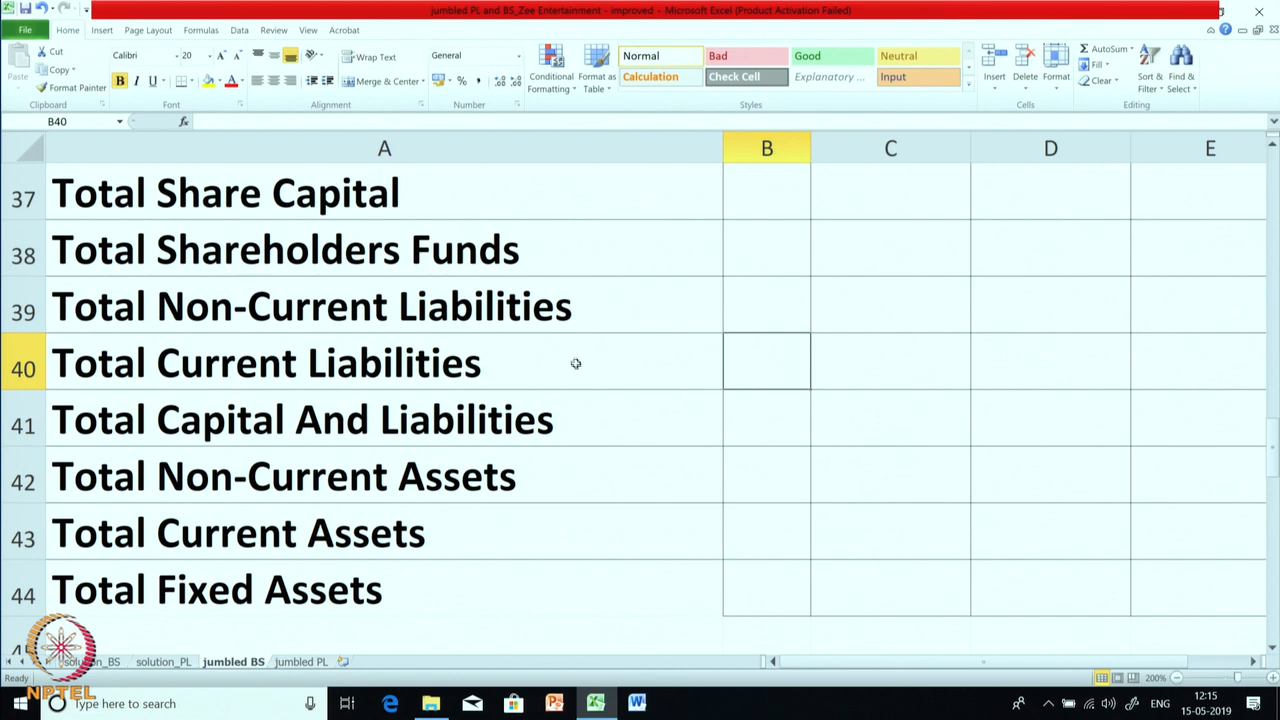 jumbled PL and BS_Zee Entertainment - improved - Microsoft Excel (Product Activation Failed)
File Home Insert Page Layout Formulas Data Review View Acrobat
Paste Cut Copy Format Painter
Calibri 20 Wrap Text General
B I U Merge & Center % ,
Conditional Formatting Format as Table
Normal Bad Good Neutral
Calculation Check Cell Explanatory ... Input
Insert Delete Format
AutoSum Fill Clear Sort & Filter Find & Select
Clipboard Font Alignment Number Styles Cells Editing
B40 fx
A B C D E
37 Total Share Capital
38 Total Shareholders Funds
39 Total Non-Current Liabilities
40 Total Current Liabilities
41 Total Capital And Liabilities
42 Total Non-Current Assets
43 Total Current Assets
44 Total Fixed Assets
solution_PL jumbled BS jumbled PL
Ready 200%
NPTEL
Type here to search
ENG 12:15
15-05-2019